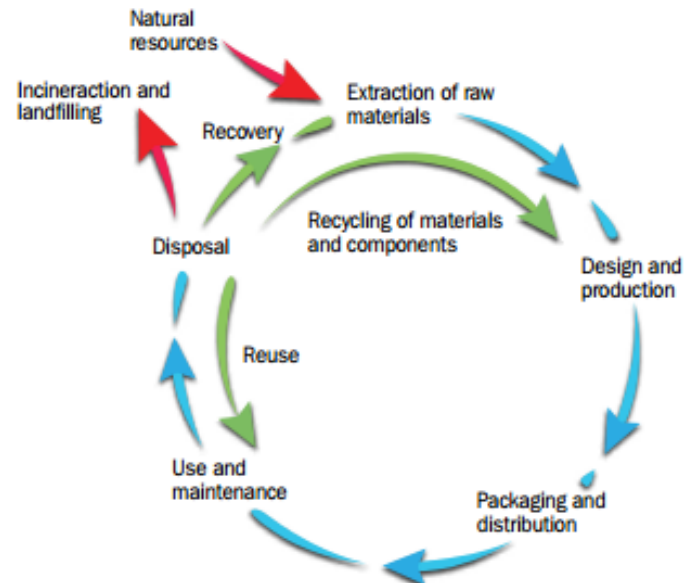 Natural
resources
Incineraction and
landfilling
Extraction of raw
materials
Recovery
Recycling of materials
and components
Disposal
Design and
production
Reuse
Use and
maintenance
Packaging and
distribution